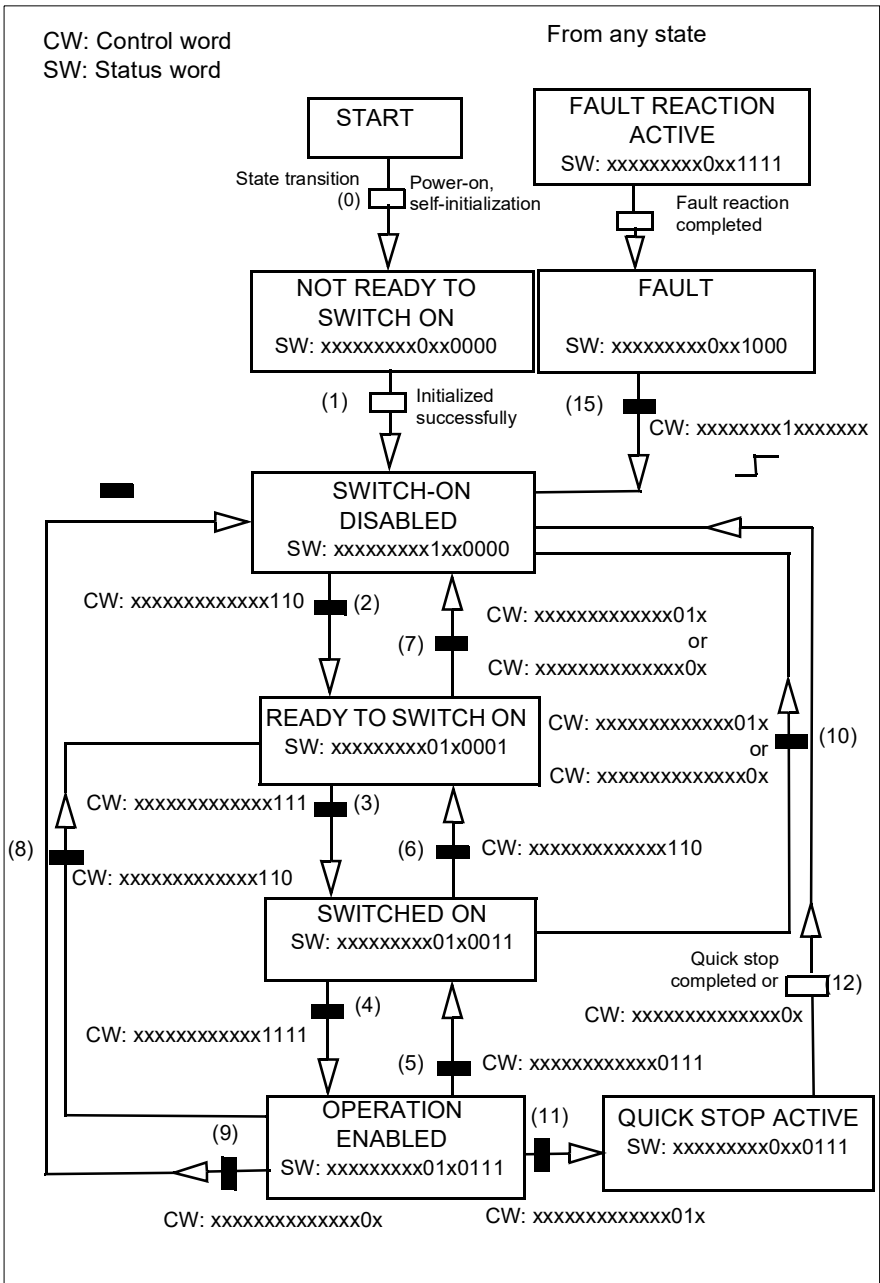 CW: Control word
SW: Status word
From any state
START
FAULT REACTION
ACTIVE
SW: xxxxxxxxx0xx1111
State transition
(0)
Power-on,
self-initialization
Fault reaction
completed
NOT READY TO
SWITCH ON
SW: xxxxxxxxx0xx0000
FAULT
SW: xxxxxxxxx0xx1000
(1)
Initialized
successfully
(15)
CW: xxxxxxxx1xxxxxxx
SWITCH-ON
DISABLED
SW: xxxxxxxxx1xx0000
CW: xxxxxxxxxxxxx110
(2)
(7)
CW: xxxxxxxxxxxxx01x
or
CW: xxxxxxxxxxxxxx0x
READY TO SWITCH ON
SW: xxxxxxxxx01x0001
CW: xxxxxxxxxxxxx01x
or
CW: xxxxxxxxxxxxxx0x
(10)
CW: xxxxxxxxxxxxx111
(3)
(8)
CW: xxxxxxxxxxxxx110
(6)
CW: xxxxxxxxxxxxx110
SWITCHED ON
SW: xxxxxxxxx01x0011
Quick stop
completed or
(12)
CW: xxxxxxxxxxxxxx0x
(4)
CW: xxxxxxxxxxxx1111
(5)
CW: xxxxxxxxxxxx0111
OPERATION
ENABLED
SW: xxxxxxxxx01x0111
(9)
(11)
QUICK STOP ACTIVE
SW: xxxxxxxxx0xx0111
CW: xxxxxxxxxxxxxx0x
CW: xxxxxxxxxxxxx01x